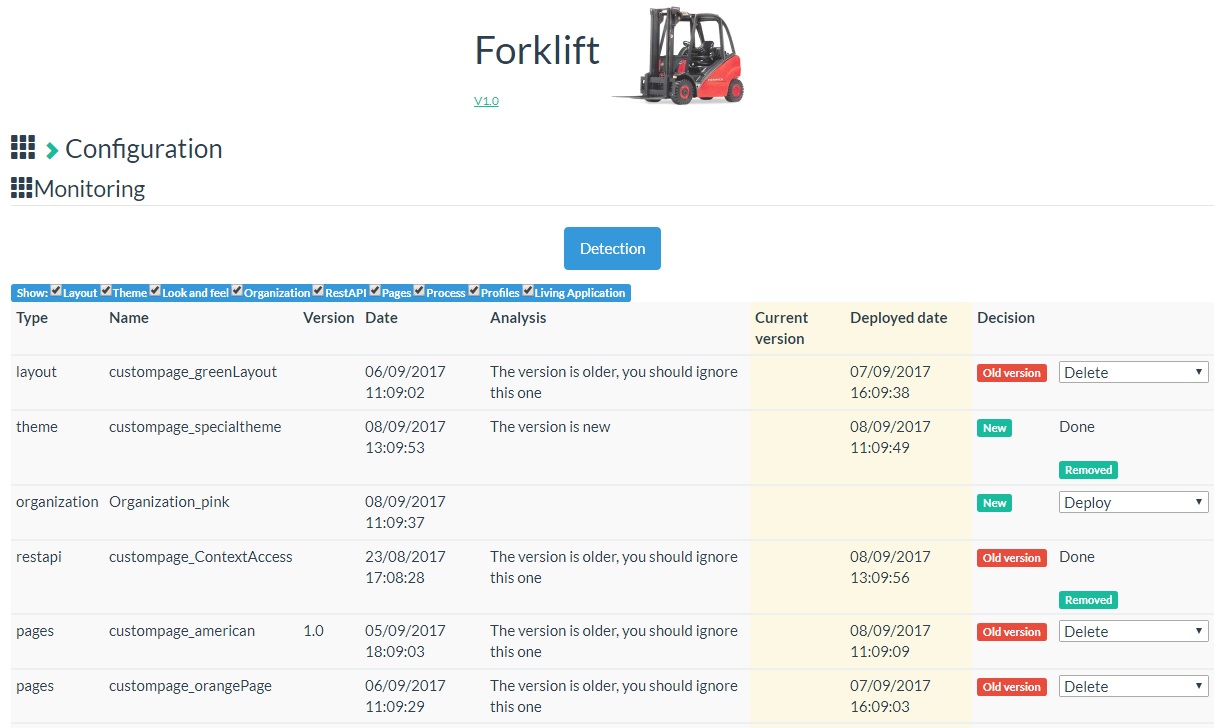 Forklift
V1.0
Configuration
Monitoring
Detection
Show: Layout Theme Look and feel Organization RestAPI Pages Process Profiles Living Application
Type Name Version Date Analysis Current version Deployed date Decision
layout custompage_greenLayout 06/09/2017 11:09:02 The version is older, you should ignore this one 07/09/2017 16:09:38 Old version Delete
theme custompage_specialtheme 08/09/2017 13:09:53 The version is new 08/09/2017 11:09:49 New Done Removed
organization Organization_pink 08/09/2017 11:09:37 New Deploy
restapi custompage_ContextAccess 23/08/2017 17:08:28 The version is older, you should ignore this one 08/09/2017 13:09:56 Old version Done Removed
pages custompage_american 1.0 05/09/2017 18:09:03 The version is older, you should ignore this one 08/09/2017 11:09:09 Old version Delete
pages custompage_orangePage 06/09/2017 11:09:29 The version is older, you should ignore this one 07/09/2017 16:09:03 Old version Delete